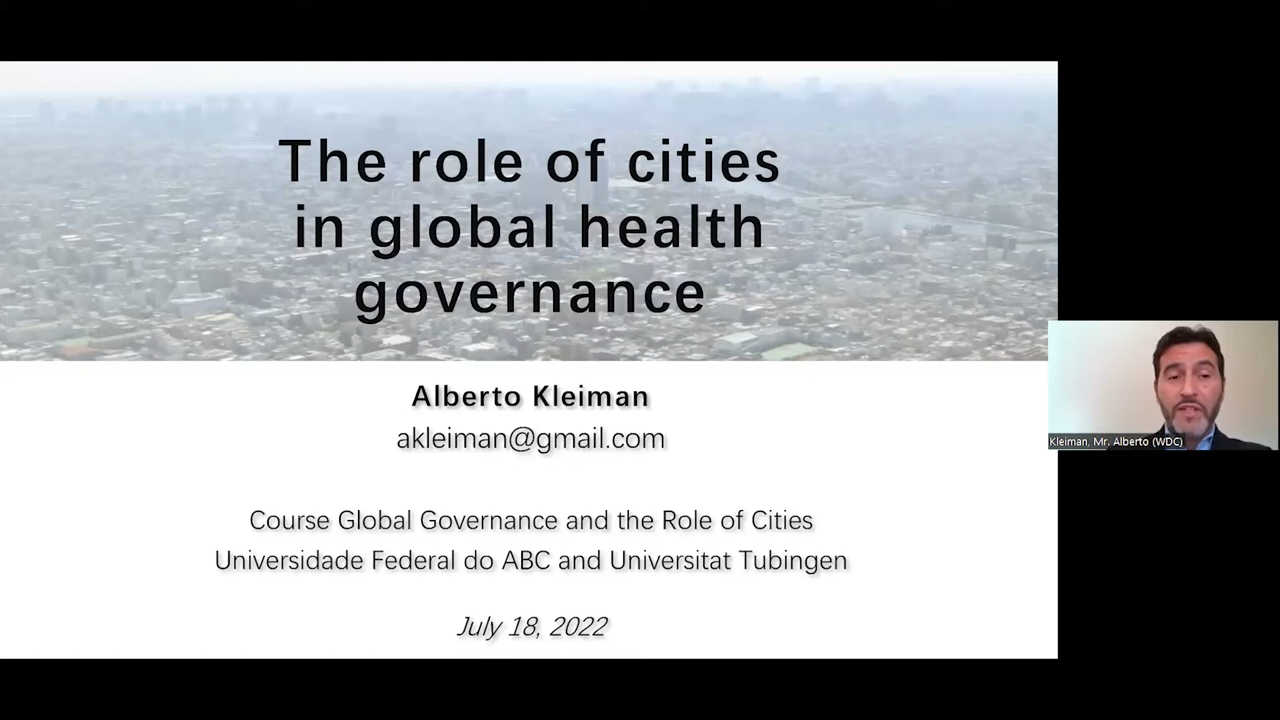 The role of cities
in global health
governance
Alberto Kleiman
akleiman@gmail.com
Course Global Governance and the Role of Cities
Universidade Federal do ABC and Universitat Tubingen
July 18, 2022
Kleiman, Mr. Alberto (WDC)